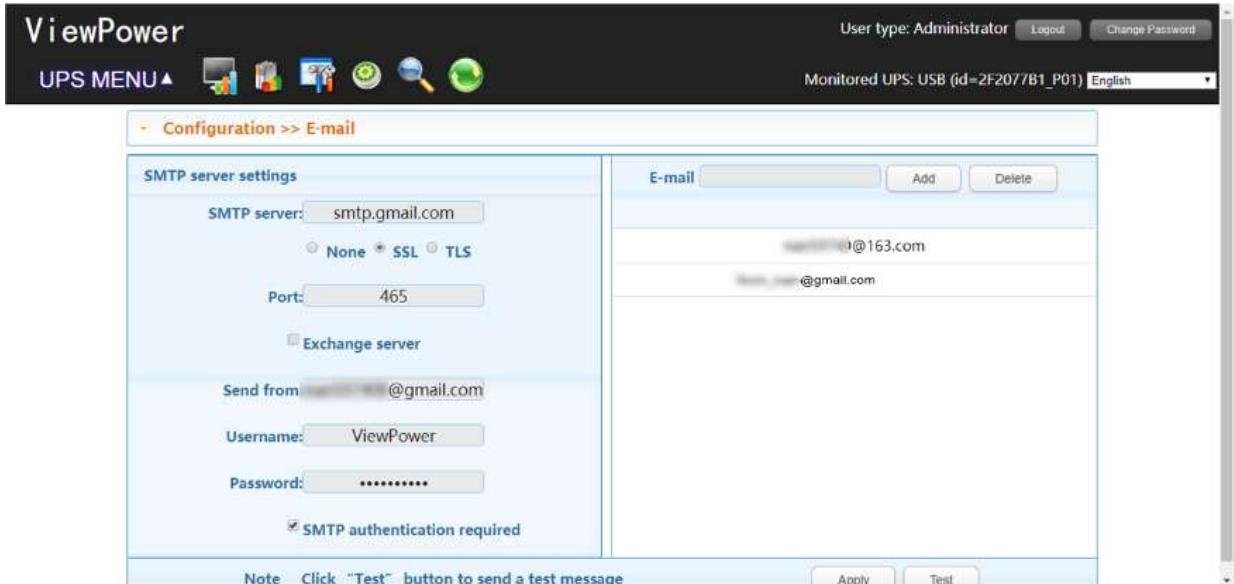 ViewPower
User type: Administrator Logout Change Password
UPS MENU▲
Monitored UPS: USB (id=2F2077B1_P01) English
Configuration >> E-mail
SMTP server settings
SMTP server: smtp.gmail.com
None SSL TLS
Port: 465
Exchange server
Send from @gmail.com
Username: ViewPower
Password: ••••••••••
SMTP authentication required
E-mail Add Delete
@163.com
@gmail.com
Note Click "Test" button to send a test message Apply Test